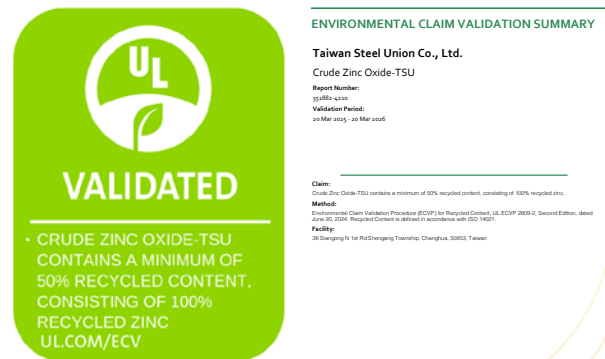 UL
VALIDATED
• CRUDE ZINC OXIDE-TSU
CONTAINS A MINIMUM OF
50% RECYCLED CONTENT,
CONSISTING OF 100%
RECYCLED ZINC
UL.COM/ECV
ENVIRONMENTAL CLAIM VALIDATION SUMMARY
Taiwan Steel Union Co., Ltd.
Crude Zinc Oxide-TSU
Report Number:
351882-4210
Validation Period:
20 Mar 2025 - 20 Mar 2026
Claim:
Crude Zinc Oxide-TSU contains a minimum of 50% recycled content, consisting of 100% recycled zinc.
Method:
Environmental Claim Validation Procedure (ECVP) for Recycled Content, UL ECVP 2809-2, Second Edition, dated
June 20, 2024. Recycled Content is defined in accordance with ISO 14021.
Facility:
36 Siangong N 1st Rd Shengang Township, Changhua, 50953, Taiwan